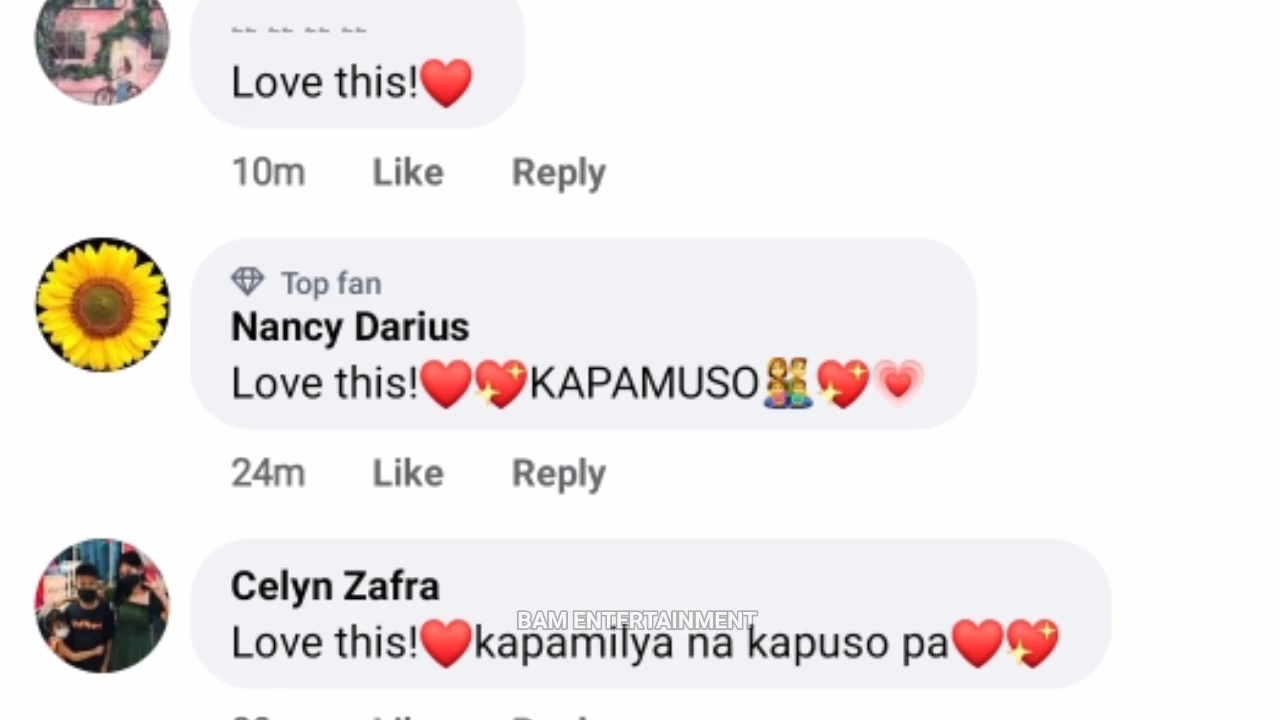 Love this!❤️
10m Like Reply
Top fan
Nancy Darius
Love this!❤️💖KAPAMUSO👨‍👩‍👧‍👦💖💗
24m Like Reply
Celyn Zafra
BAM ENTERTAINMENT
Love this!❤️kapamilya na kapuso pa❤️💖